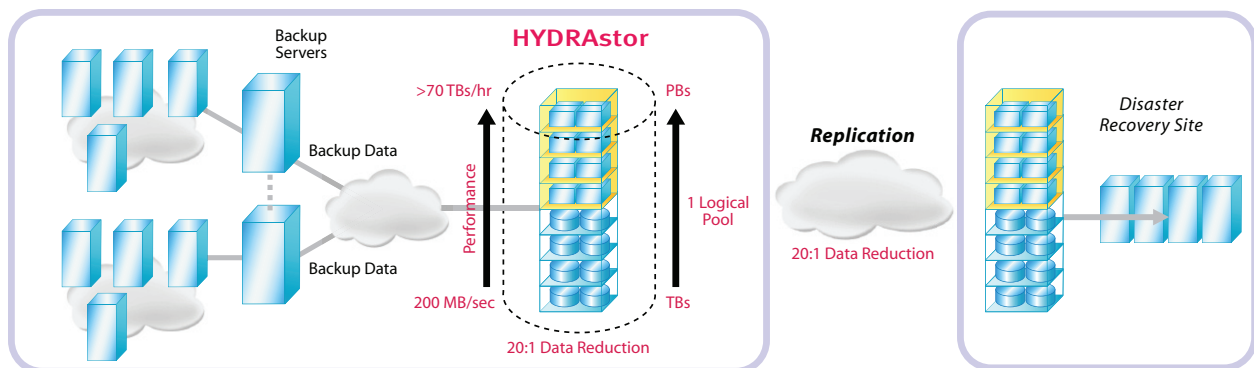 Backup
Servers
Backup Data
Backup Data
HYDRAstor
>70 TBs/hr
Performance
200 MB/sec
PBs
1 Logical
Pool
TBs
20:1 Data Reduction
Replication
20:1 Data Reduction
Disaster
Recovery Site